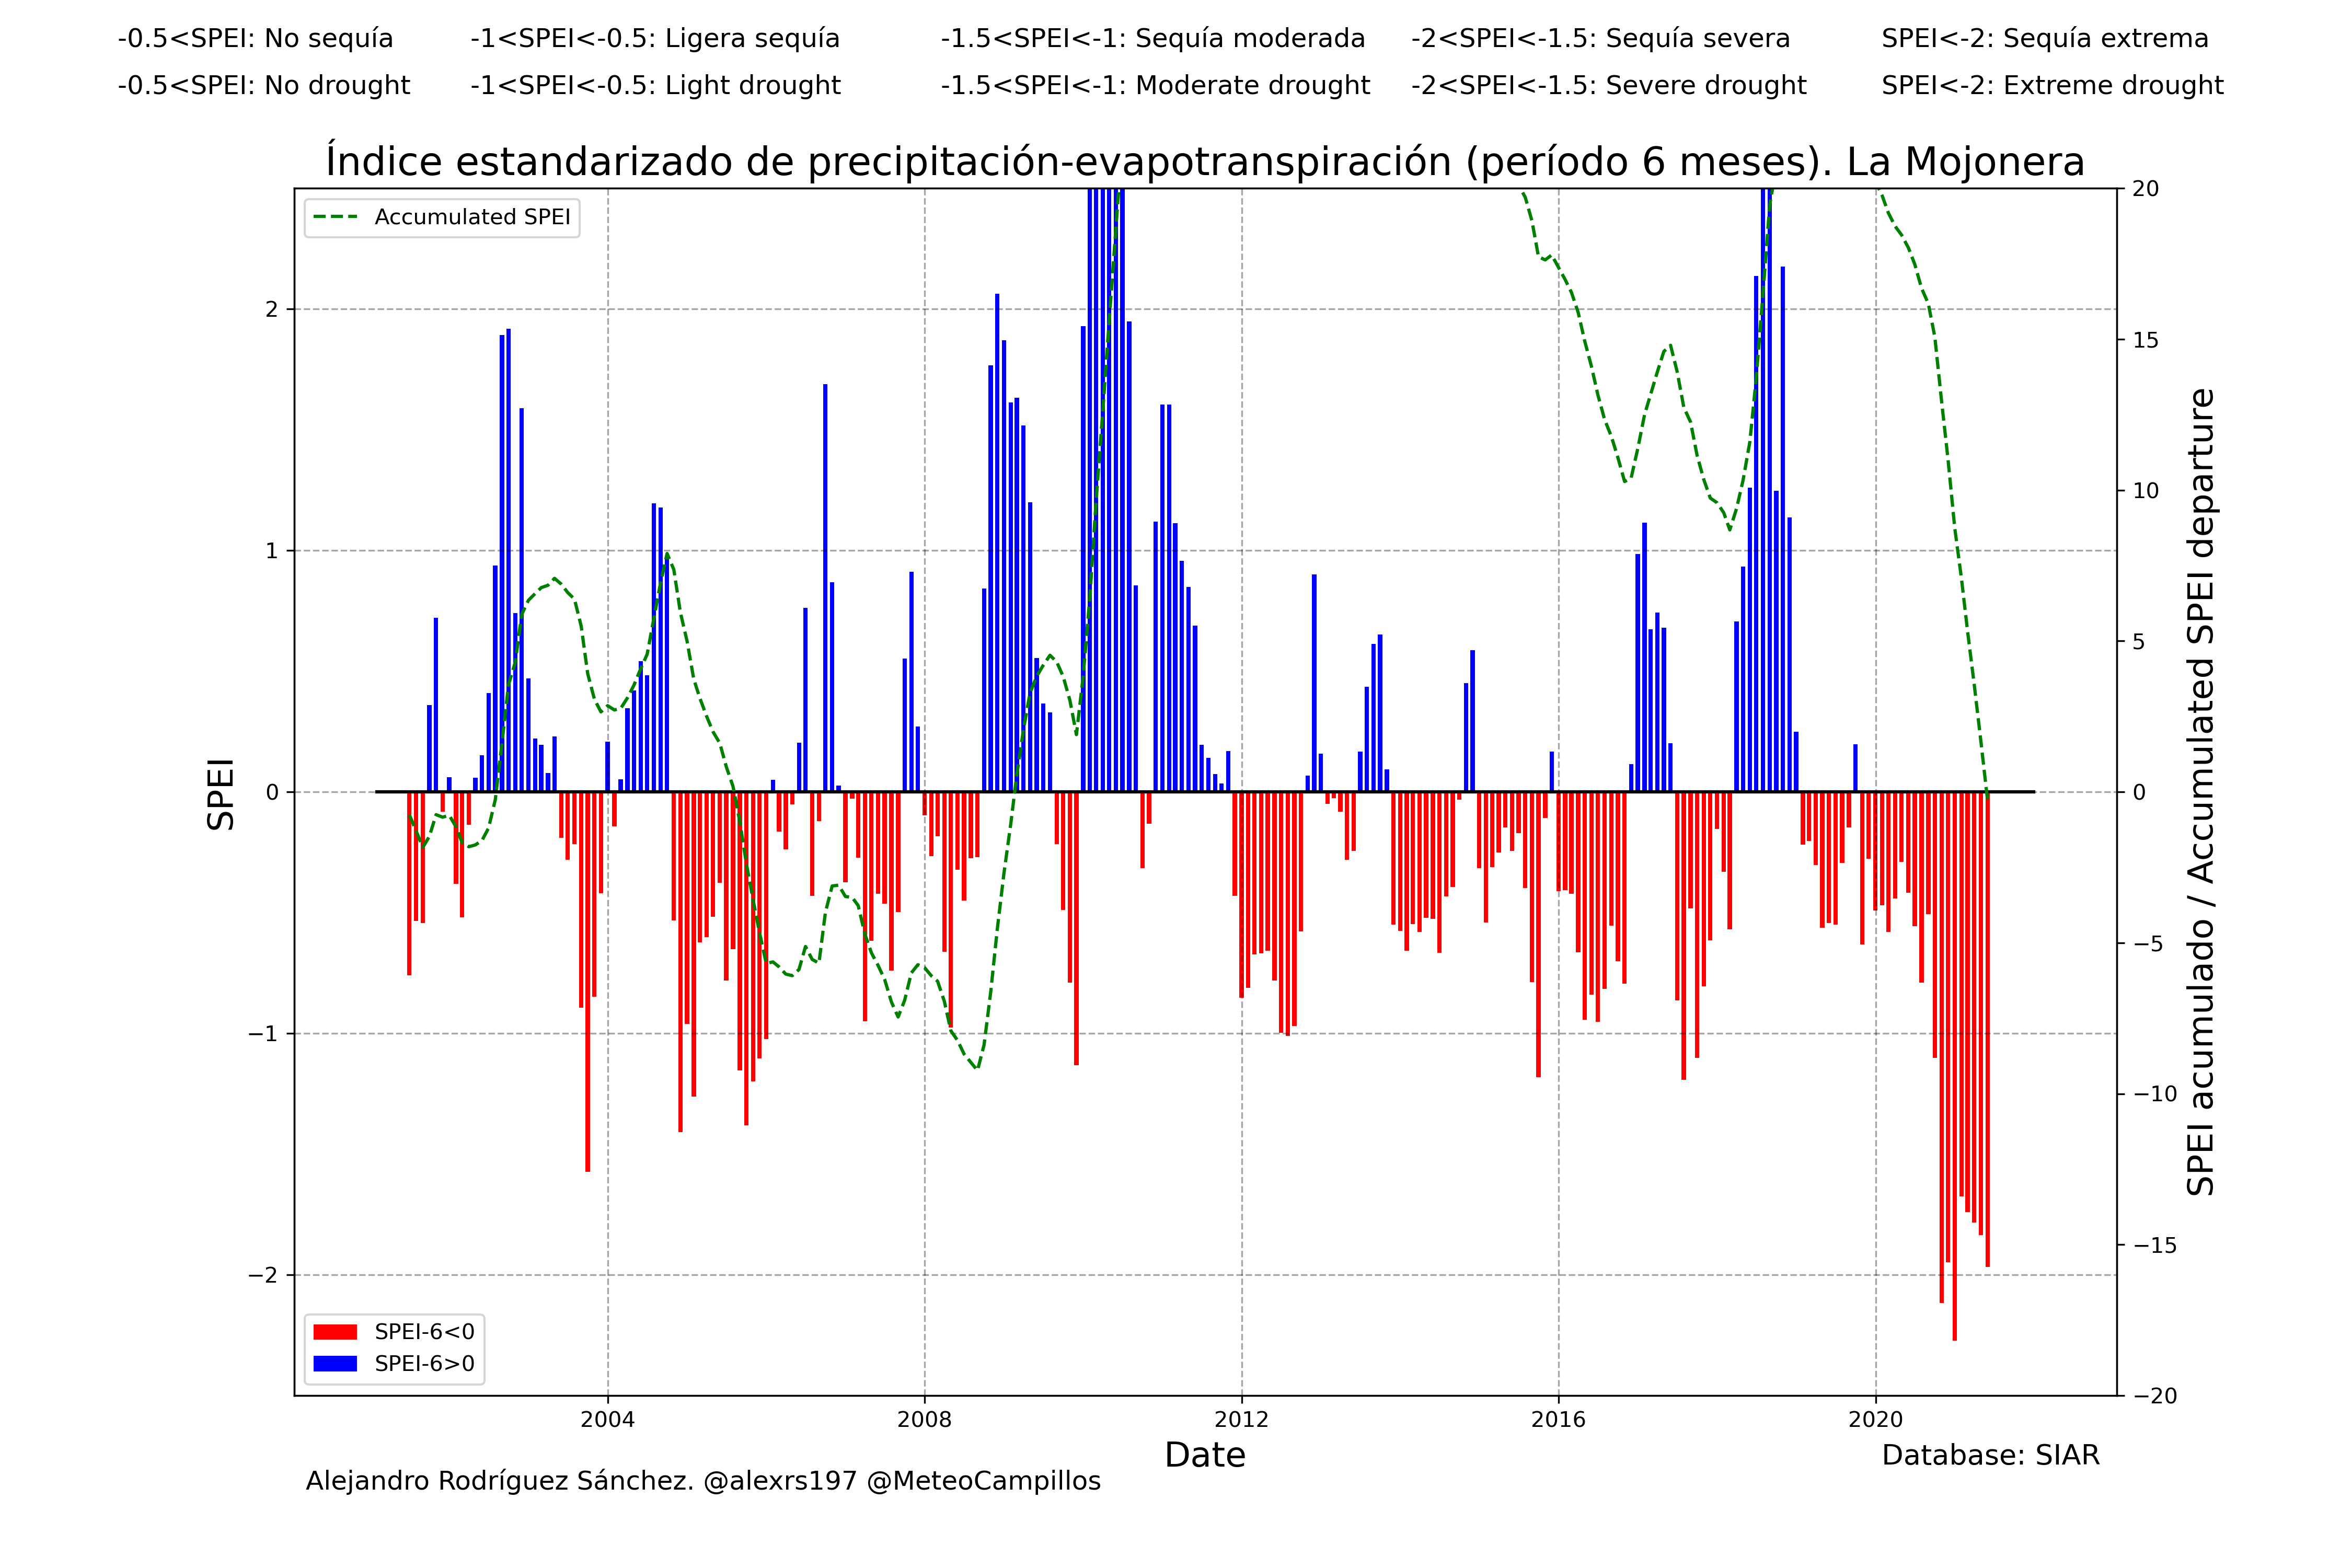 -0.5<SPEI: No sequía -1<SPEI<-0.5: Ligera sequía -1.5<SPEI<-1: Sequía moderada -2<SPEI<-1.5: Sequía severa SPEI<-2: Sequía extrema
-0.5<SPEI: No drought -1<SPEI<-0.5: Light drought -1.5<SPEI<-1: Moderate drought -2<SPEI<-1.5: Severe drought SPEI<-2: Extreme drought
Índice estandarizado de precipitación-evapotranspiración (período 6 meses). La Mojonera
Accumulated SPEI
SPEI
2
1
0
−1
−2
20
15
10
5
0
−5
−10
−15
−20
SPEI acumulado / Accumulated SPEI departure
SPEI-6<0
SPEI-6>0
2004 2008 2012 2016 2020
Date
Database: SIAR
Alejandro Rodríguez Sánchez. @alexrs197 @MeteoCampillos